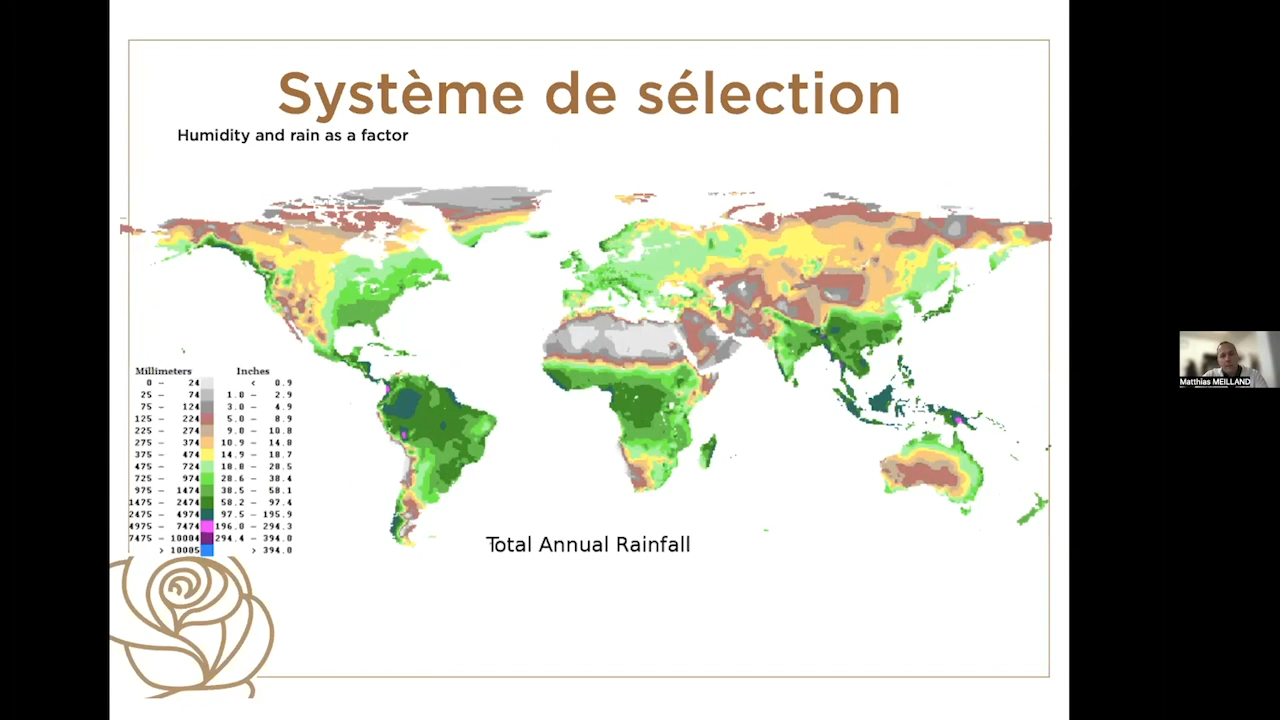 Système de sélection
Humidity and rain as a factor
Millimeters Inches
0 – 24 < 0.9
25 – 74 1.0 – 2.9
75 – 124 3.0 – 4.9
125 – 224 5.0 – 8.9
225 – 274 9.0 – 10.8
275 – 374 10.9 – 14.8
375 – 474 14.9 – 18.7
475 – 724 18.8 – 28.5
725 – 974 28.6 – 38.4
975 – 1474 38.5 – 58.1
1475 – 2474 58.2 – 97.4
2475 – 4974 97.5 – 195.9
4975 – 7474 196.0 – 294.3
7475 – 10004 294.4 – 394.0
> 10005 > 394.0
Total Annual Rainfall
Matthias MEILLAND